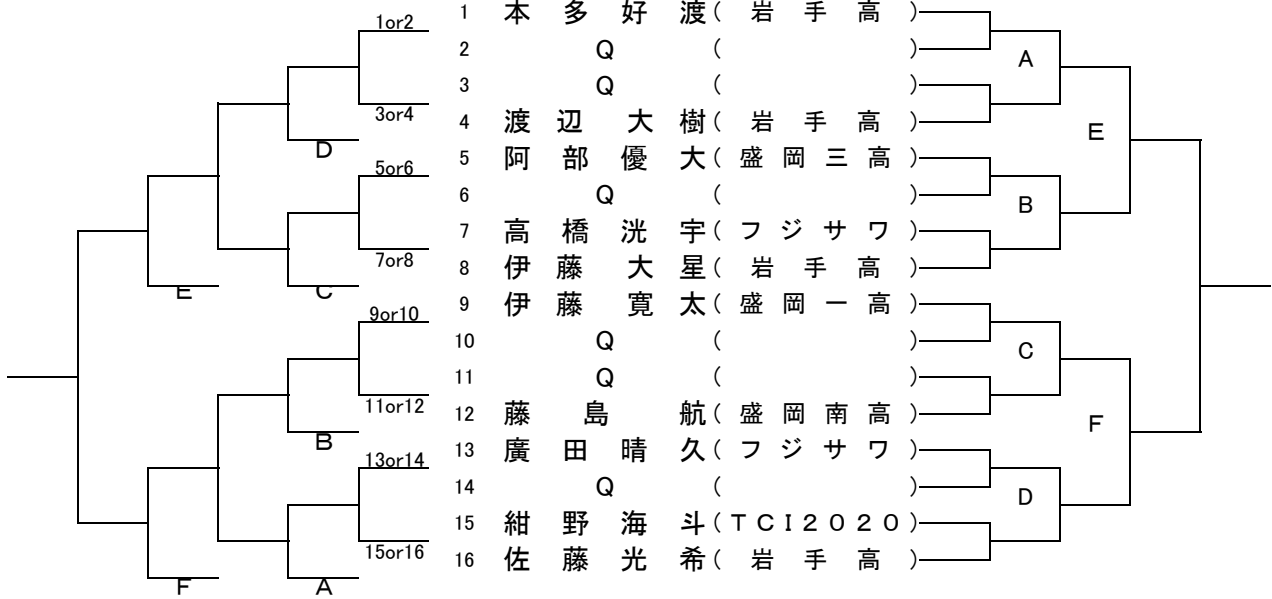 1 本多好渡(岩手高)
1or2
2 Q ( )
A
3 Q ( )
3or4
4 渡辺 大樹(岩手高)
E
D
5 阿部優大(盛岡三高)
5or6
6 Q ( )
B
7 高橋洸宇(フジサワ)
7or8
8 伊藤 大星(岩手高)
E
C
9 伊藤 寛太(盛岡一高)
9or10
10 Q ( )
C
11 Q ( )
11or12
12 藤島 航(盛岡南高)
F
B
13 廣田晴久(フジサワ)
13or14
14 Q ( )
D
15 紺野海斗(TCI2020)
15or16
16 佐藤光希(岩手高)
F
A